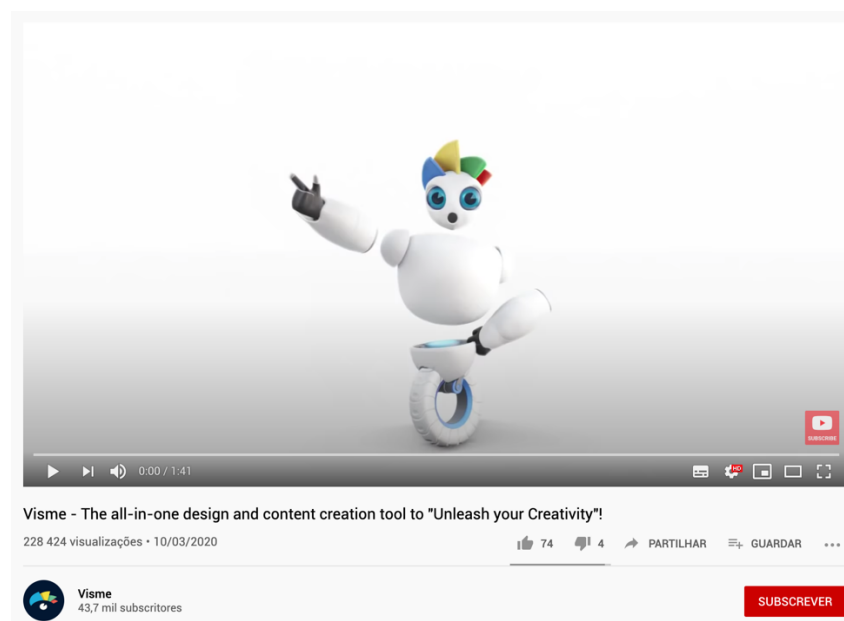 SUBSCRIBE
0:00 / 1:41
HD
Visme - The all-in-one design and content creation tool to "Unleash your Creativity"!
228 424 visualizações • 10/03/2020
74 4 PARTILHAR GUARDAR
Visme
43,7 mil subscritores
SUBSCREVER